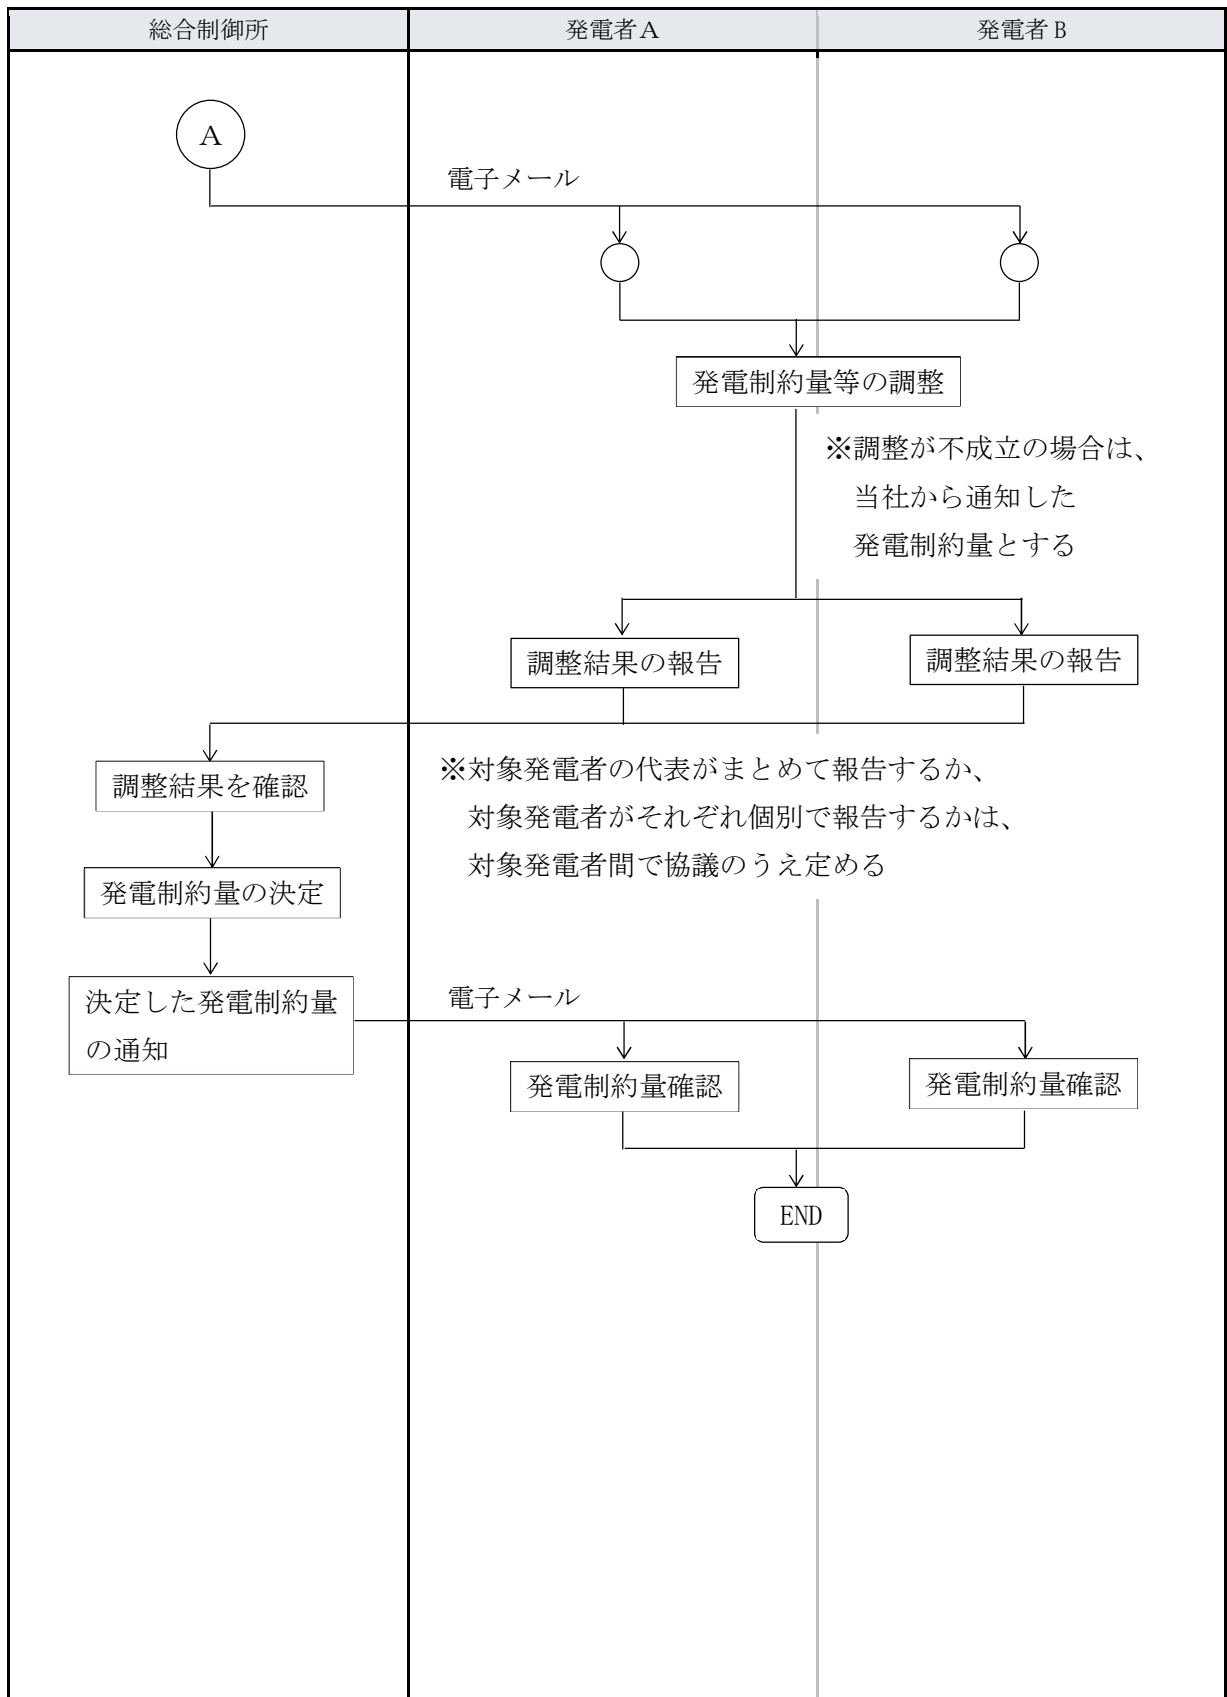 総合制御所
発電者A
発電者B
A
電子メール
発電制約量等の調整
※調整が不成立の場合は、
当社から通知した
発電制約量とする
調整結果の報告
調整結果の報告
調整結果を確認
※対象発電者の代表がまとめて報告するか、
対象発電者がそれぞれ個別で報告するかは、
対象発電者間で協議のうえ定める
発電制約量の決定
決定した発電制約量
の通知
電子メール
発電制約量確認
発電制約量確認
END